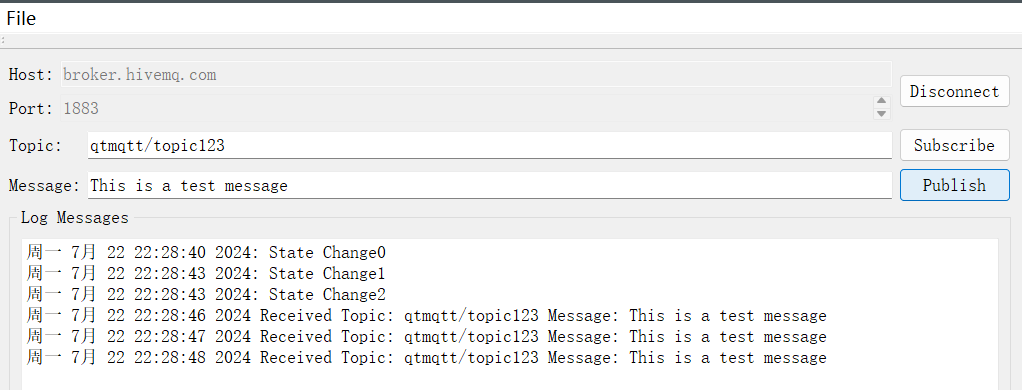 File
Host: broker.hivemq.com
Disconnect
Port: 1883
Topic: qtmqtt/topic123
Subscribe
Message: This is a test message
Publish
Log Messages
周一 7月 22 22:28:40 2024: State Change0
周一 7月 22 22:28:43 2024: State Change1
周一 7月 22 22:28:43 2024: State Change2
周一 7月 22 22:28:46 2024 Received Topic: qtmqtt/topic123 Message: This is a test message
周一 7月 22 22:28:47 2024 Received Topic: qtmqtt/topic123 Message: This is a test message
周一 7月 22 22:28:48 2024 Received Topic: qtmqtt/topic123 Message: This is a test message